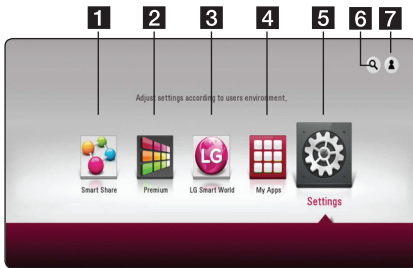 1 2 3 4 5 6 7
Adjust settings according to users environment.
LG
Smart Share Premium LG Smart World My Apps Settings